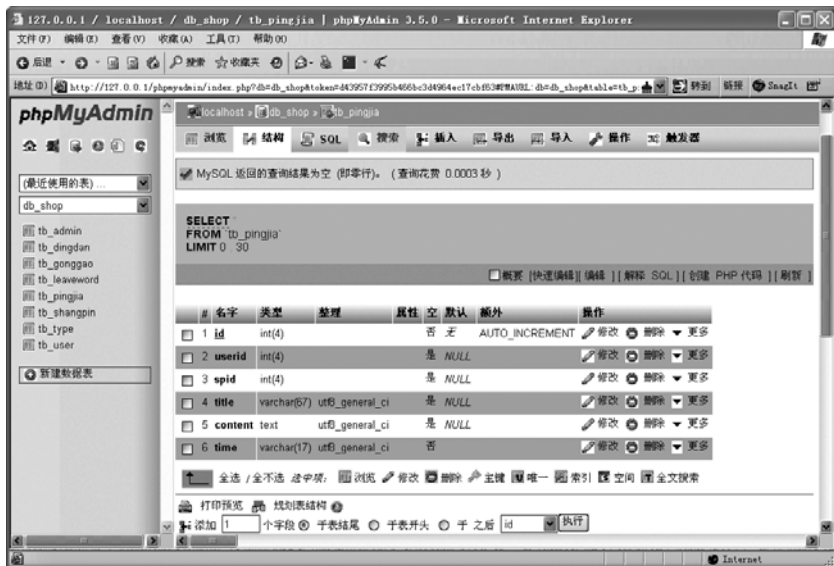 127.0.0.1 / localhost / db_shop / tb_pingjia | phpMyAdmin 3.5.0 - Microsoft Internet Explorer
文件(F) 编辑(E) 查看(V) 收藏(A) 工具(T) 帮助(H)
后退 搜索 收藏夹
地址(D) http://127.0.0.1/phpmyadmin/index.php?db=db_shop&token=d43957f3995b466bc3d4964ec17cbf63#PMAURL:db=db_shop&table=tb_p 转到 链接 SnagIt
phpMyAdmin
(最近使用的表) ...
db_shop
tb_admin
tb_dingdan
tb_gonggao
tb_leaveword
tb_pingjia
tb_shangpin
tb_type
tb_user
新建数据表
localhost » db_shop » tb_pingjia
浏览 结构 SQL 搜索 插入 导出 导入 操作 触发器
MySQL 返回的查询结果为空 (即零行)。 (查询花费 0.0003 秒)
SELECT *
FROM `tb_pingjia`
LIMIT 0 , 30
概要 [快速编辑][ 编辑 ][ 解释 SQL ][ 创建 PHP 代码 ][ 刷新 ]
# 名字 类型 整理 属性 空 默认 额外 操作
1 id int(4) 否 无 AUTO_INCREMENT 修改 删除 更多
2 userid int(4) 是 NULL 修改 删除 更多
3 spid int(4) 是 NULL 修改 删除 更多
4 title varchar(67) utf8_general_ci 是 NULL 修改 删除 更多
5 content text utf8_general_ci 是 NULL 修改 删除 更多
6 time varchar(17) utf8_general_ci 否 修改 删除 更多
全选 / 全不选 选中项: 浏览 修改 删除 主键 唯一 索引 空间 全文搜索
打印预览 规划表结构
添加 1 个字段 于表结尾 于表开头 于 之后 id 执行
Internet